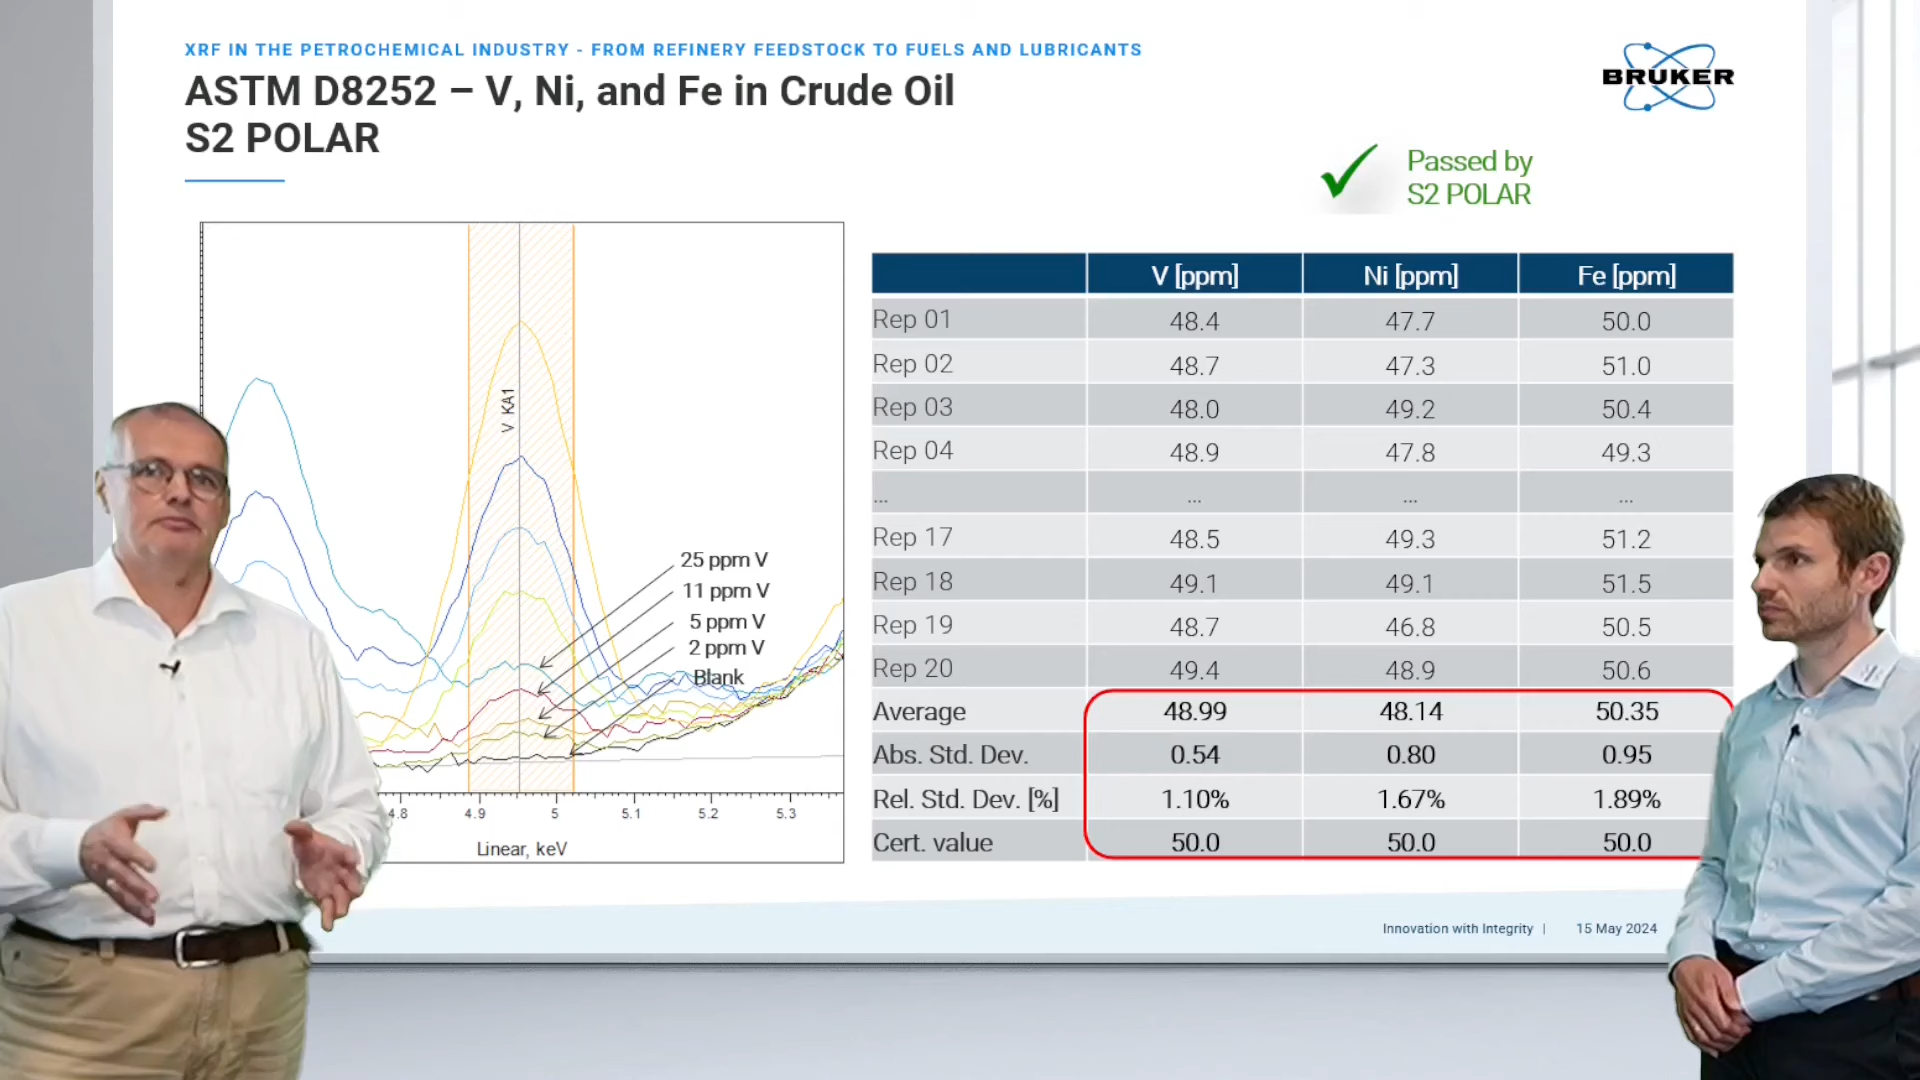 XRF IN THE PETROCHEMICAL INDUSTRY - FROM REFINERY FEEDSTOCK TO FUELS AND LUBRICANTS
ASTM D8252 – V, Ni, and Fe in Crude Oil
S2 POLAR
BRUKER
Passed by
S2 POLAR
V KA1
25 ppm V
11 ppm V
5 ppm V
2 ppm V
Blank
4.8 4.9 5 5.1 5.2 5.3
Linear, keV
V [ppm] Ni [ppm] Fe [ppm]
Rep 01 48.4 47.7 50.0
Rep 02 48.7 47.3 51.0
Rep 03 48.0 49.2 50.4
Rep 04 48.9 47.8 49.3
... ... ... ...
Rep 17 48.5 49.3 51.2
Rep 18 49.1 49.1 51.5
Rep 19 48.7 46.8 50.5
Rep 20 49.4 48.9 50.6
Average 48.99 48.14 50.35
Abs. Std. Dev. 0.54 0.80 0.95
Rel. Std. Dev. [%] 1.10% 1.67% 1.89%
Cert. value 50.0 50.0 50.0
Innovation with Integrity | 15 May 2024